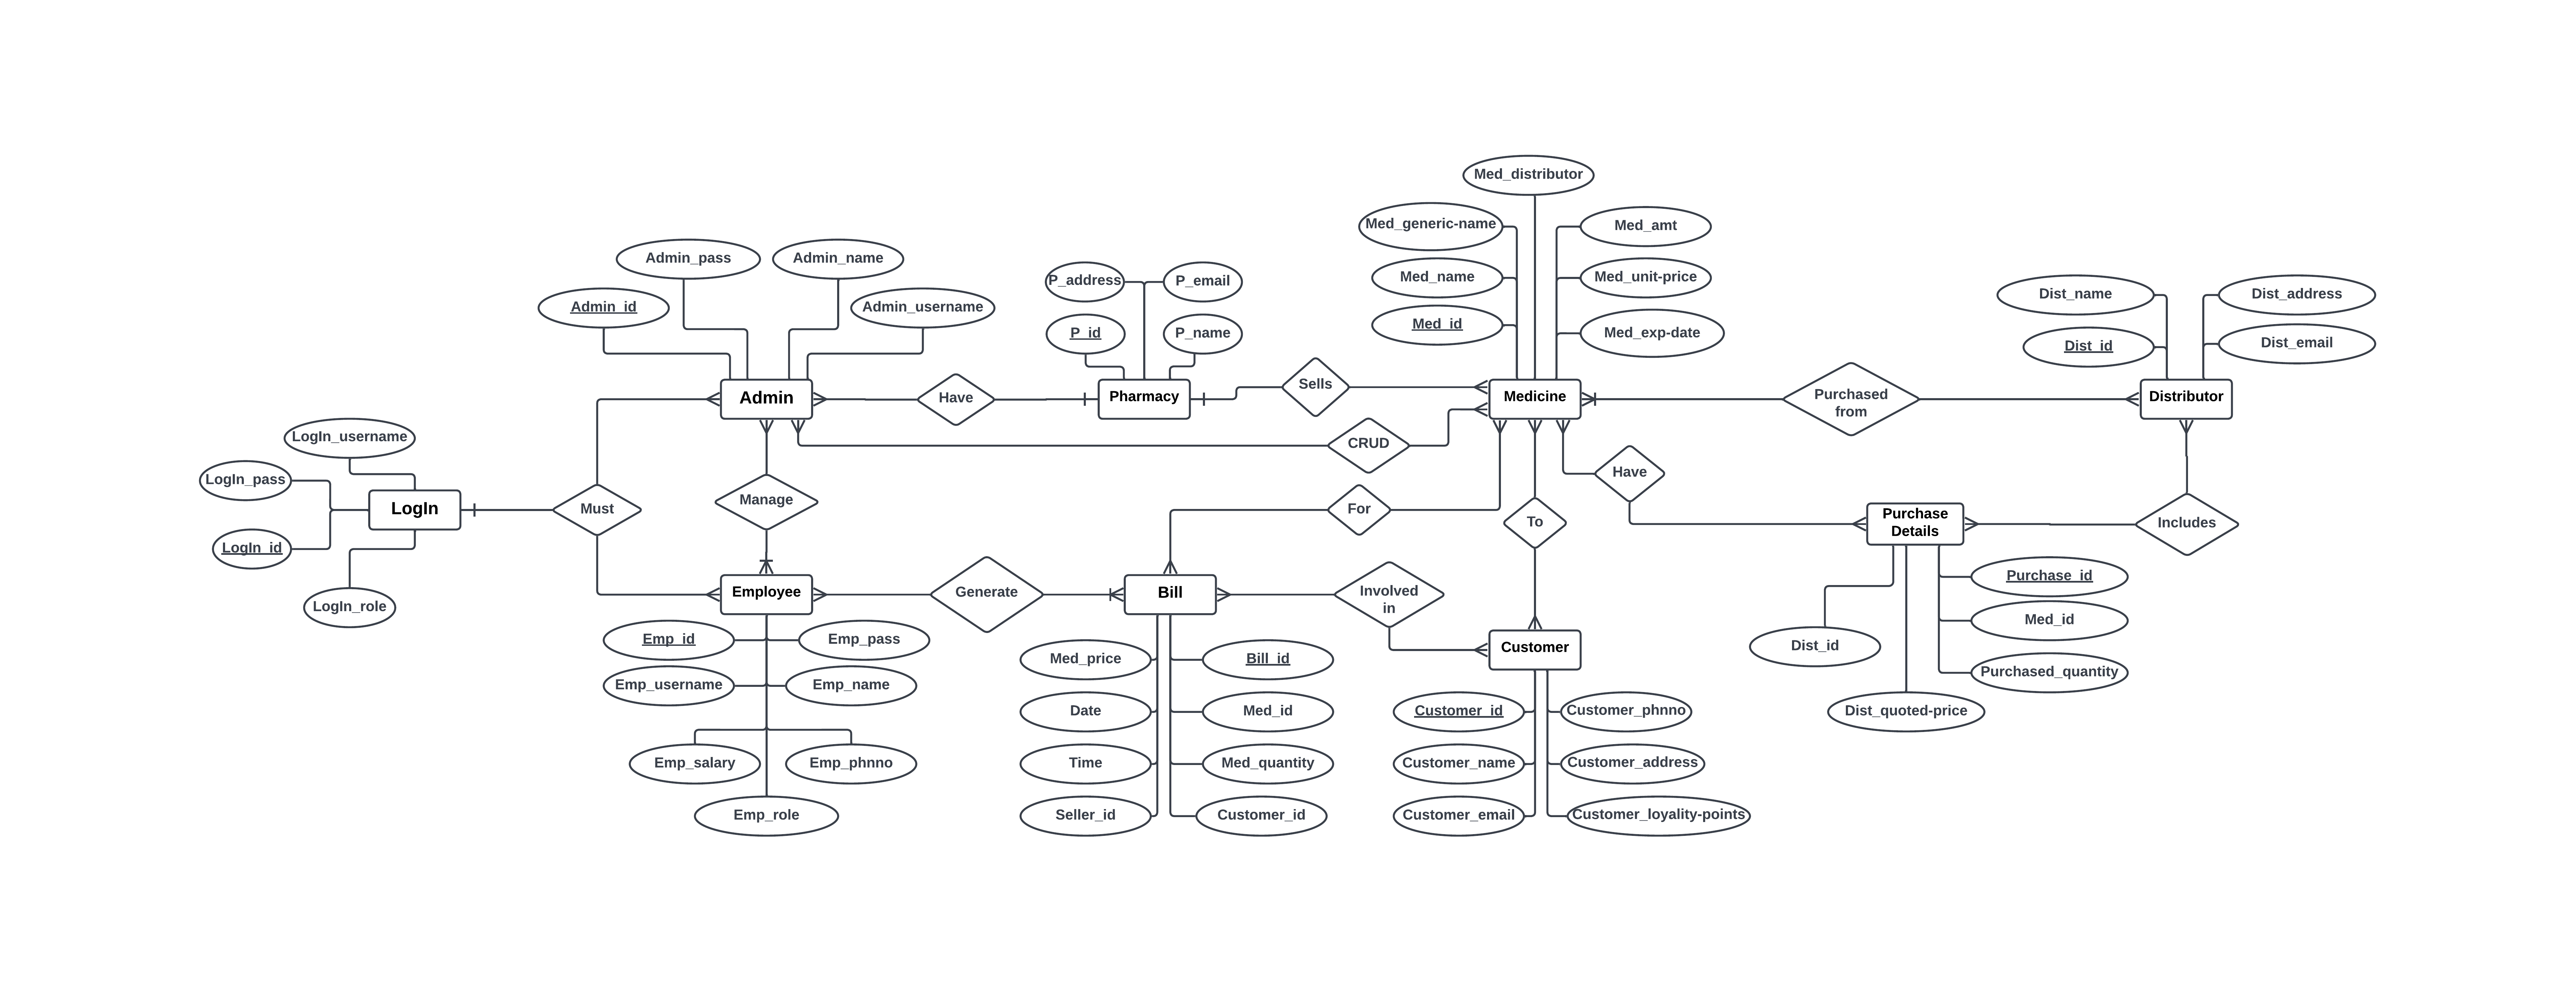 Med_distributor
Med_generic-name
Med_amt
Admin_pass
Admin_name
Med_name
Med_unit-price
P_address
P_email
Dist_name
Dist_address
Admin_id
Admin_username
Med_id
Med_exp-date
P_id
P_name
Dist_id
Dist_email
Admin
Have
Pharmacy
Sells
Medicine
Purchased
from
Distributor
CRUD
LogIn_username
LogIn_pass
Have
LogIn
Must
Manage
For
To
Purchase
Details
Includes
LogIn_id
LogIn_role
Employee
Generate
Bill
Involved
in
Purchase_id
Med_id
Emp_id
Emp_pass
Customer
Dist_id
Med_price
Bill_id
Purchased_quantity
Emp_username
Emp_name
Date
Med_id
Customer_id
Customer_phnno
Dist_quoted-price
Emp_salary
Emp_phnno
Time
Med_quantity
Customer_name
Customer_address
Emp_role
Seller_id
Customer_id
Customer_email
Customer_loyality-points